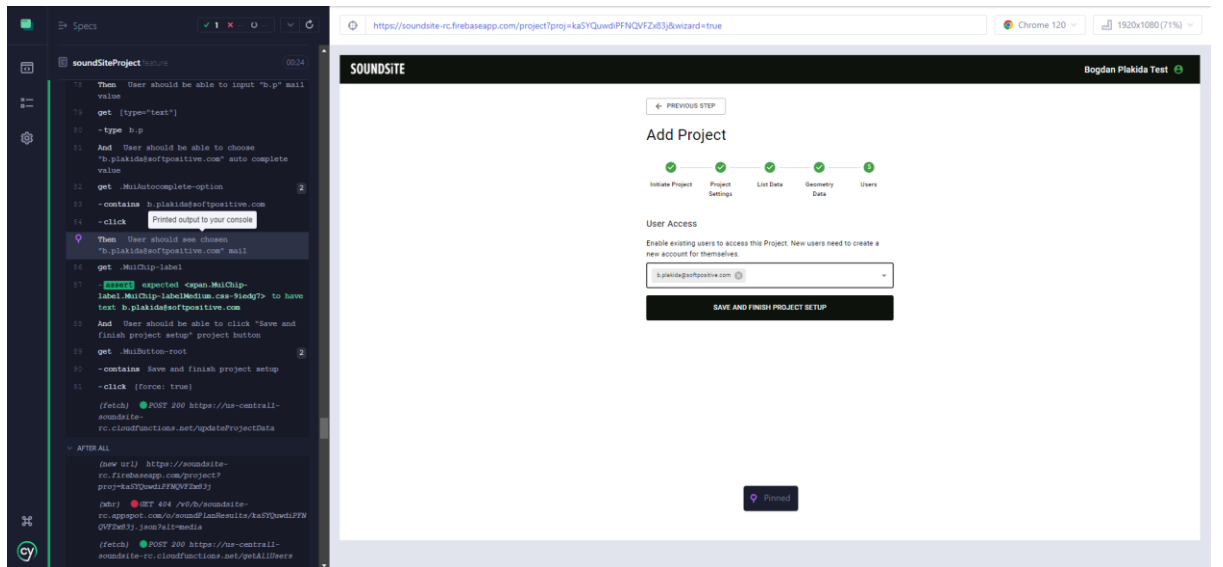 Specs
1
--
--
https://soundsite-rc.firebaseapp.com/project?proj=kaSYQuwdiPFNQVFZx83j&wizard=true
Chrome 120
1920x1080 (71%)
soundSiteProject.feature
00:24
78 Then User should be able to input "b.p" mail
value
79 get [type="text"]
80 -type b.p
81 And User should be able to choose
"b.plakida@softpositive.com" auto complete
value
82 get .MuiAutocomplete-option 2
83 -contains b.plakida@softpositive.com
84 -click
Printed output to your console
Then User should see chosen
"b.plakida@softpositive.com" mail
86 get .MuiChip-label
87 -assert expected <span.MuiChip-
label.MuiChip-labelMedium.css-9iedg7> to have
text b.plakida@softpositive.com
88 And User should be able to click "Save and
finish project setup" project button
89 get .MuiButton-root 2
90 -contains Save and finish project setup
91 -click {force: true}
(fetch) POST 200 https://us-central1-
soundsite-
rc.cloudfunctions.net/updateProjectData
AFTER ALL
(new url) https://soundsite-
rc.firebaseapp.com/project?
proj=kaSYQuwdiPFNQVFZx83j
(xhr) GET 404 /v0/b/soundsite-
rc.appspot.com/o/soundPlanResults/kaSYQuwdiPFN
QVFZx83j.json?alt=media
(fetch) POST 200 https://us-central1-
soundsite-rc.cloudfunctions.net/getAllUsers
cy
SOUNDSiTE
Bogdan Plakida Test
PREVIOUS STEP
Add Project
5
Initiate Project
Project
Settings
List Data
Geometry
Data
Users
User Access
Enable existing users to access this Project. New users need to create a
new account for themselves.
b.plakida@softpositive.com
SAVE AND FINISH PROJECT SETUP
Pinned